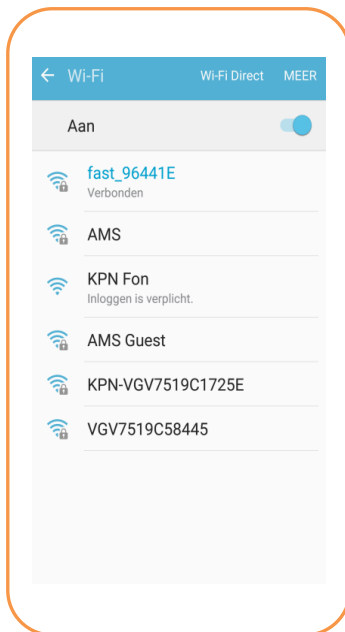 Wi-Fi Wi-Fi Direct MEER
Aan
fast_96441E
Verbonden
AMS
KPN Fon
Inloggen is verplicht.
AMS Guest
KPN-VGV7519C1725E
VGV7519C58445